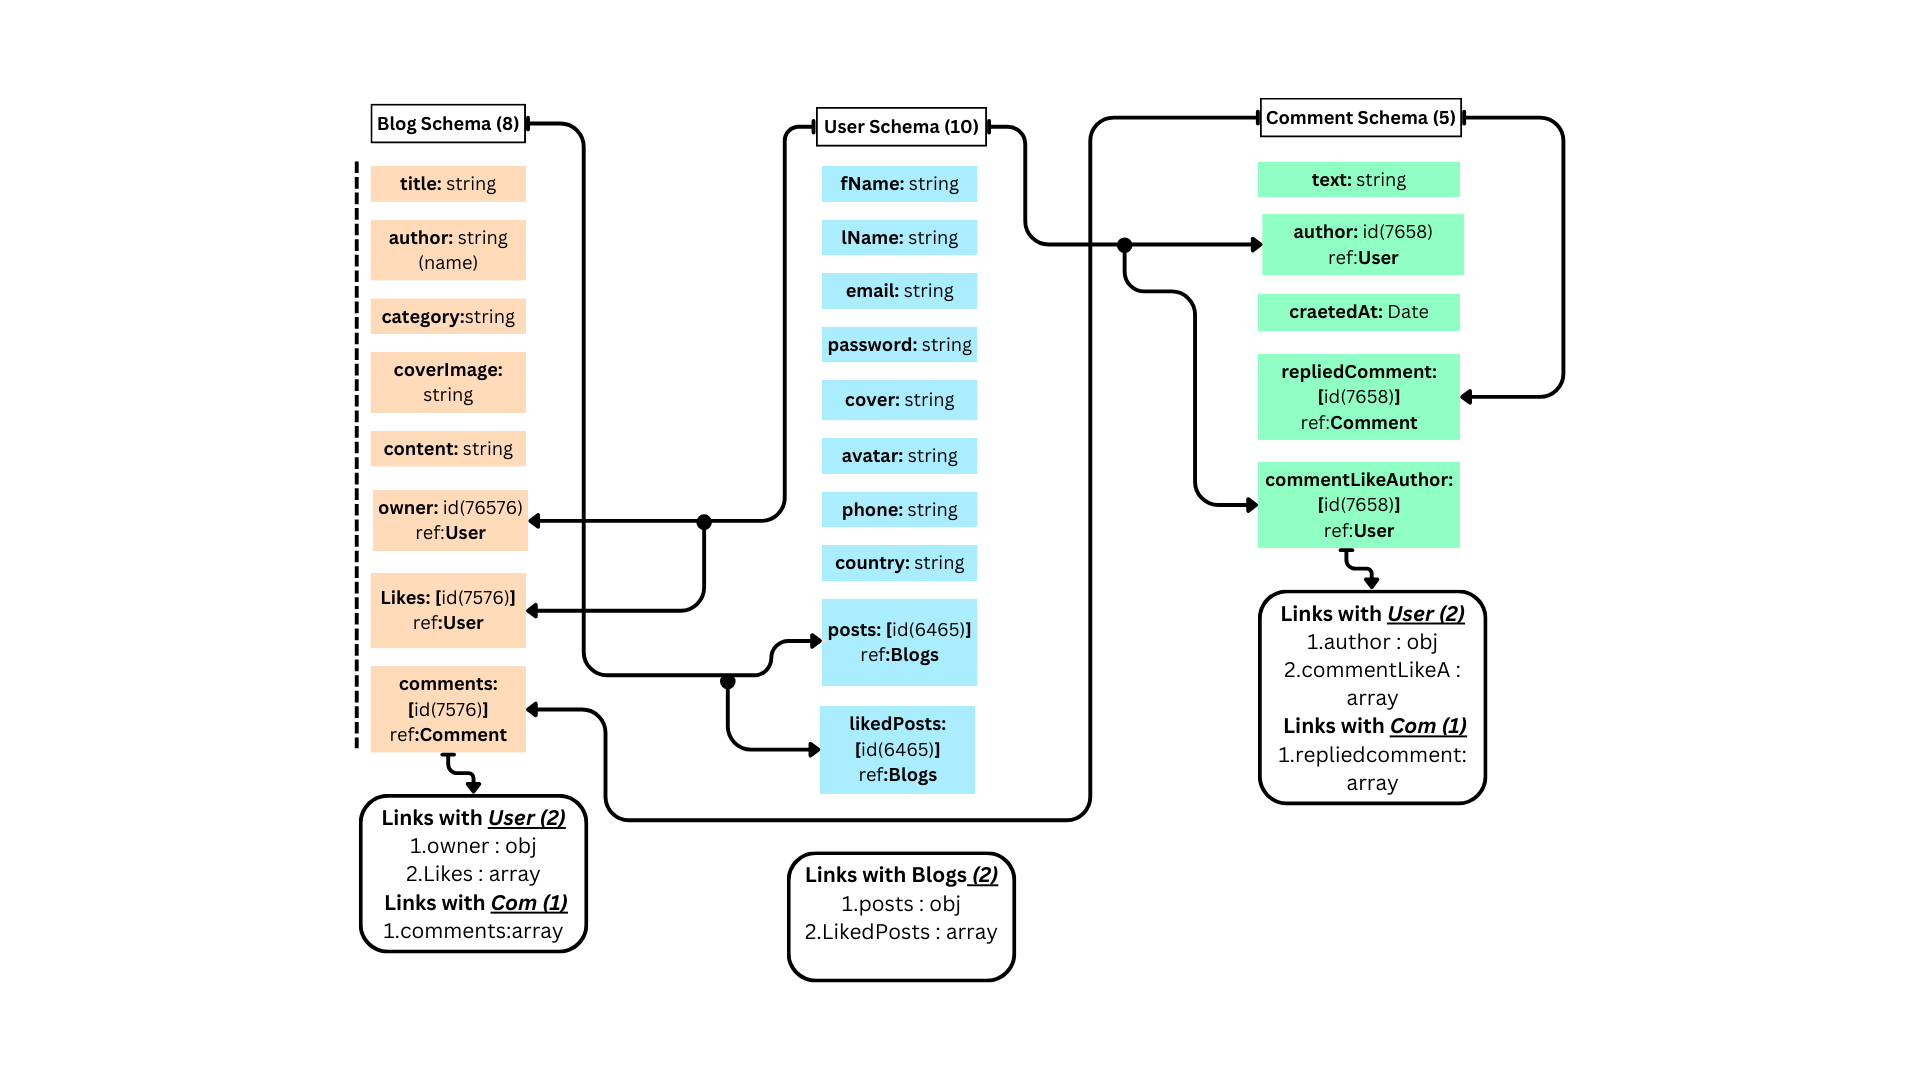 Blog Schema (8)
title: string
author: string
(name)
category:string
coverImage:
string
content: string
owner: id(76576)
ref:User
Likes: [id(7576)]
ref:User
comments:
[id(7576)]
ref:Comment
Links with User (2)
1.owner : obj
2.Likes : array
Links with Com (1)
1.comments:array
User Schema (10)
fName: string
lName: string
email: string
password: string
cover: string
avatar: string
phone: string
country: string
posts: [id(6465)]
ref:Blogs
likedPosts:
[id(6465)]
ref:Blogs
Links with Blogs (2)
1.posts : obj
2.LikedPosts : array
Comment Schema (5)
text: string
author: id(7658)
ref:User
craetedAt: Date
repliedComment:
[id(7658)]
ref:Comment
commentLikeAuthor:
[id(7658)]
ref:User
Links with User (2)
1.author : obj
2.commentLikeA :
array
Links with Com (1)
1.repliedcomment:
array